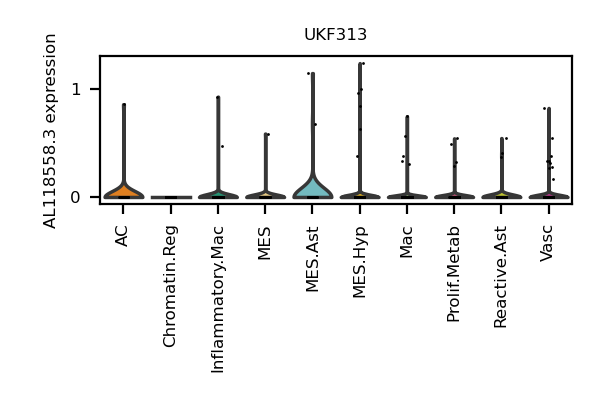 UKF313
AL118558.3 expression
1
0
AC
Chromatin.Reg
Inflammatory.Mac
MES
MES.Ast
MES.Hyp
Mac
Prolif.Metab
Reactive.Ast
Vasc